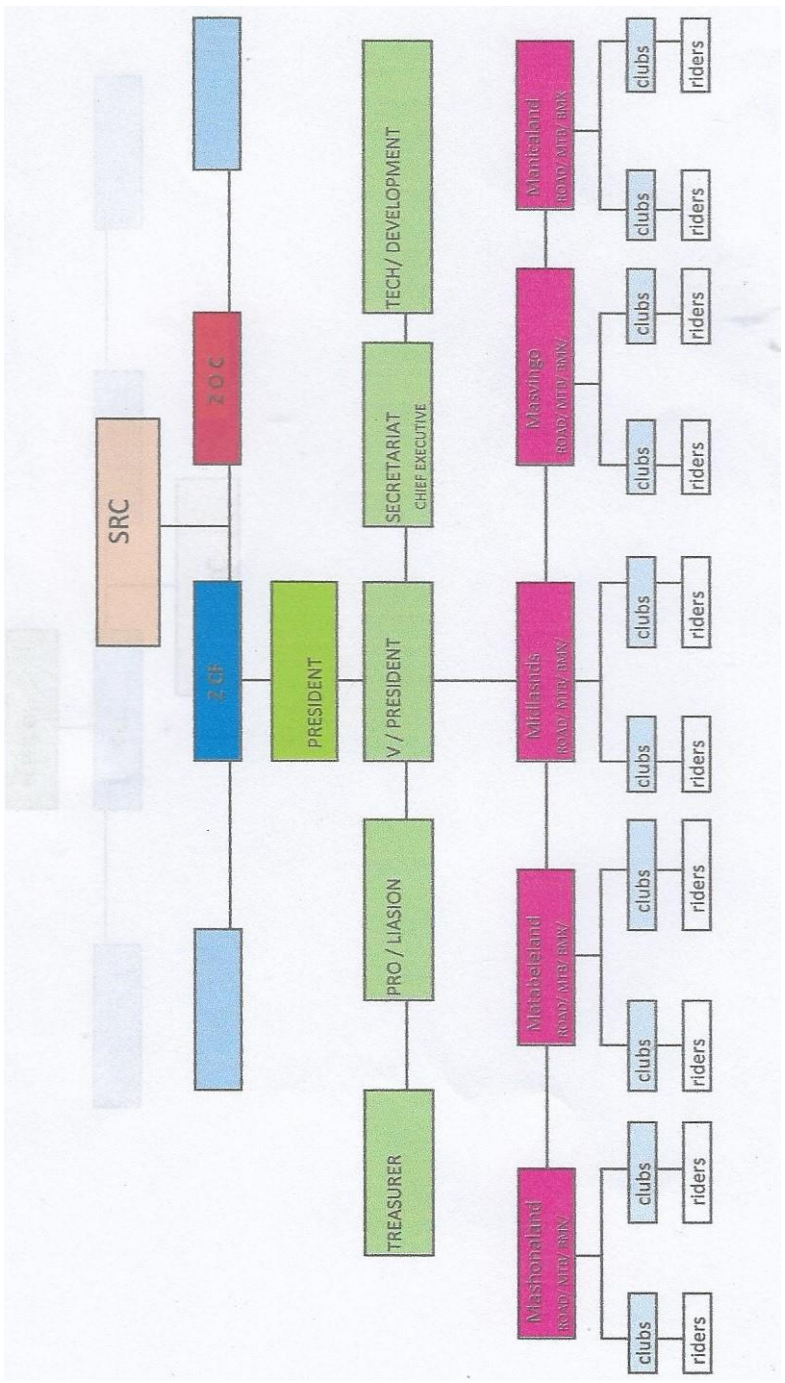 SRC
Z CF
Z O C
PRESIDENT
TREASURER
PRO / LIASION
V / PRESIDENT
SECRETARIAT
CHIEF EXECUTIVE
TECH/ DEVELOPMENT
Mashonaland
ROAD/ MTB/ BMX/
Matabeleland
ROAD/ MTB/ BMX/
Midlasnds
ROAD/ MTB/ BMX/
Masvingo
ROAD/ MTB/ BMX/
Manicaland
ROAD/ MTB/ BMX
clubs
clubs
clubs
clubs
clubs
clubs
clubs
clubs
clubs
clubs
riders
riders
riders
riders
riders
riders
riders
riders
riders
riders